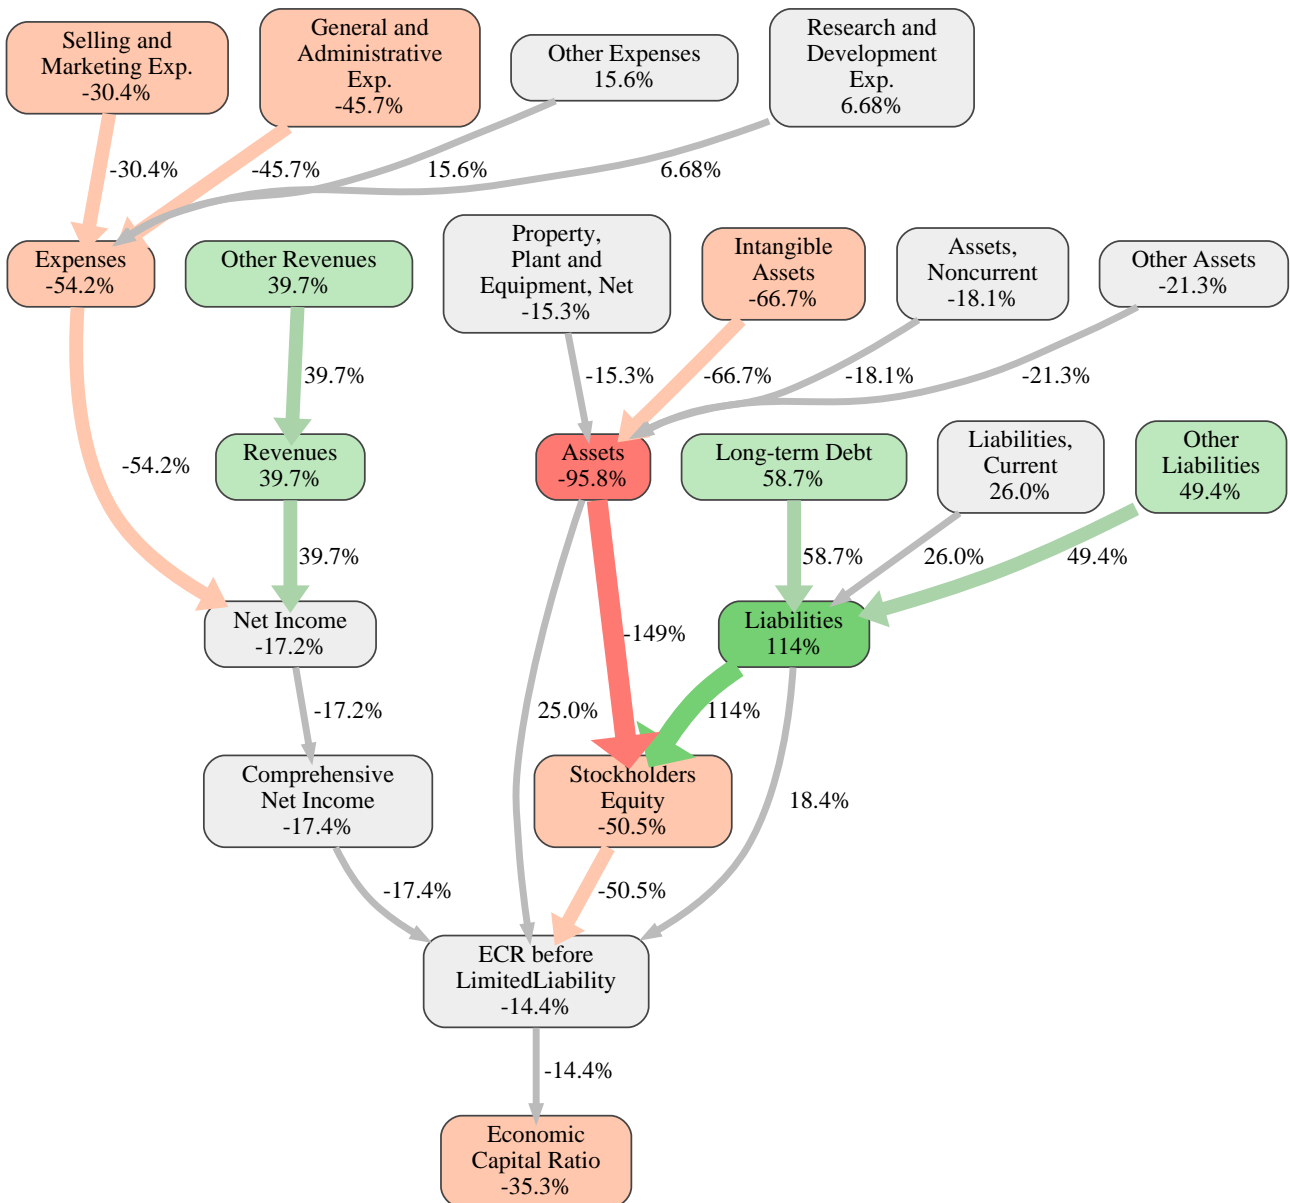 Selling and
Marketing Exp.
-30.4%
General and
Administrative
Exp.
-45.7%
Other Expenses
15.6%
Research and
Development
Exp.
6.68%
-30.4%
-45.7%
15.6%
6.68%
Expenses
-54.2%
Other Revenues
39.7%
Property,
Plant and
Equipment, Net
-15.3%
Intangible
Assets
-66.7%
Assets,
Noncurrent
-18.1%
Other Assets
-21.3%
39.7%
-15.3%
-66.7%
-18.1%
-21.3%
-54.2%
Revenues
39.7%
Assets
-95.8%
Long-term Debt
58.7%
Liabilities,
Current
26.0%
Other
Liabilities
49.4%
39.7%
58.7%
26.0%
49.4%
Net Income
-17.2%
-149%
Liabilities
114%
-17.2%
25.0%
114%
18.4%
Comprehensive
Net Income
-17.4%
Stockholders
Equity
-50.5%
-17.4%
-50.5%
ECR before
LimitedLiability
-14.4%
-14.4%
Economic
Capital Ratio
-35.3%